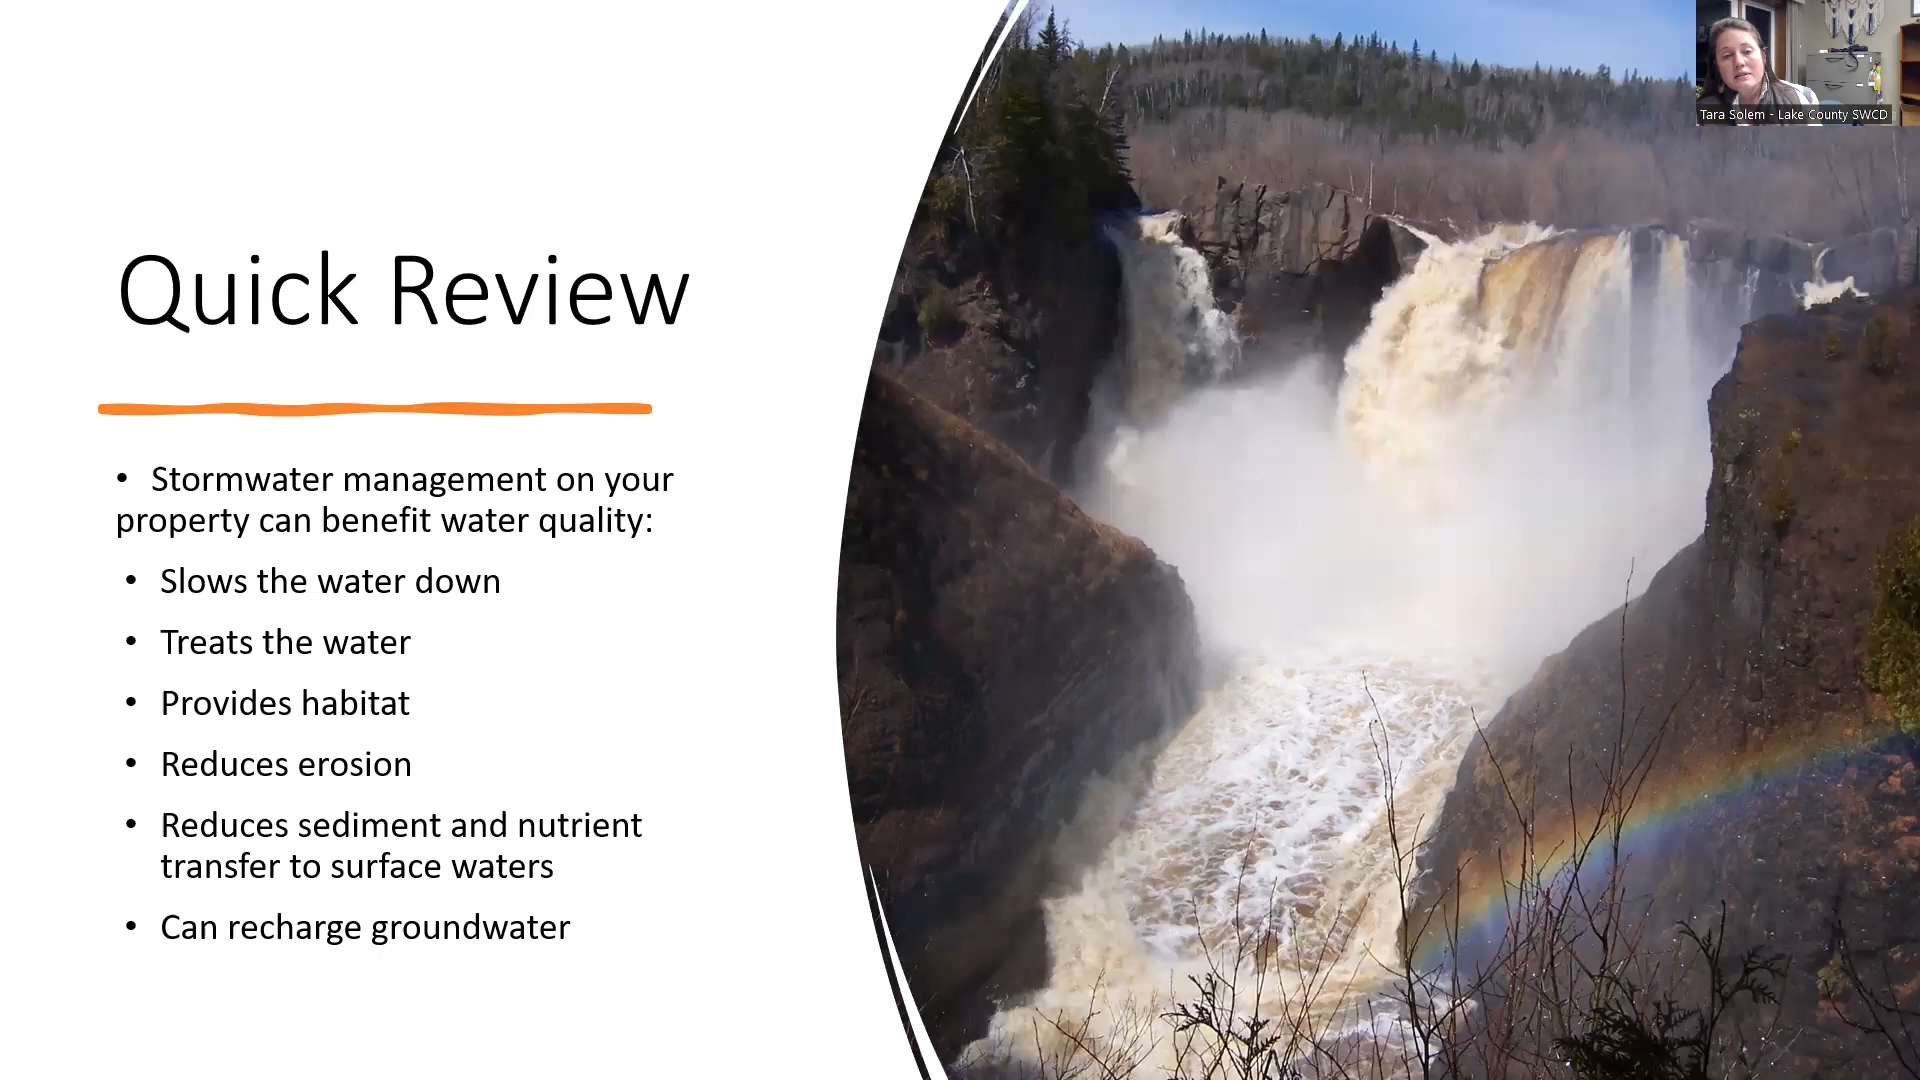 Tara Solem - Lake County SWCD
Quick Review
• Stormwater management on your
property can benefit water quality:
• Slows the water down
• Treats the water
• Provides habitat
• Reduces erosion
• Reduces sediment and nutrient
transfer to surface waters
• Can recharge groundwater